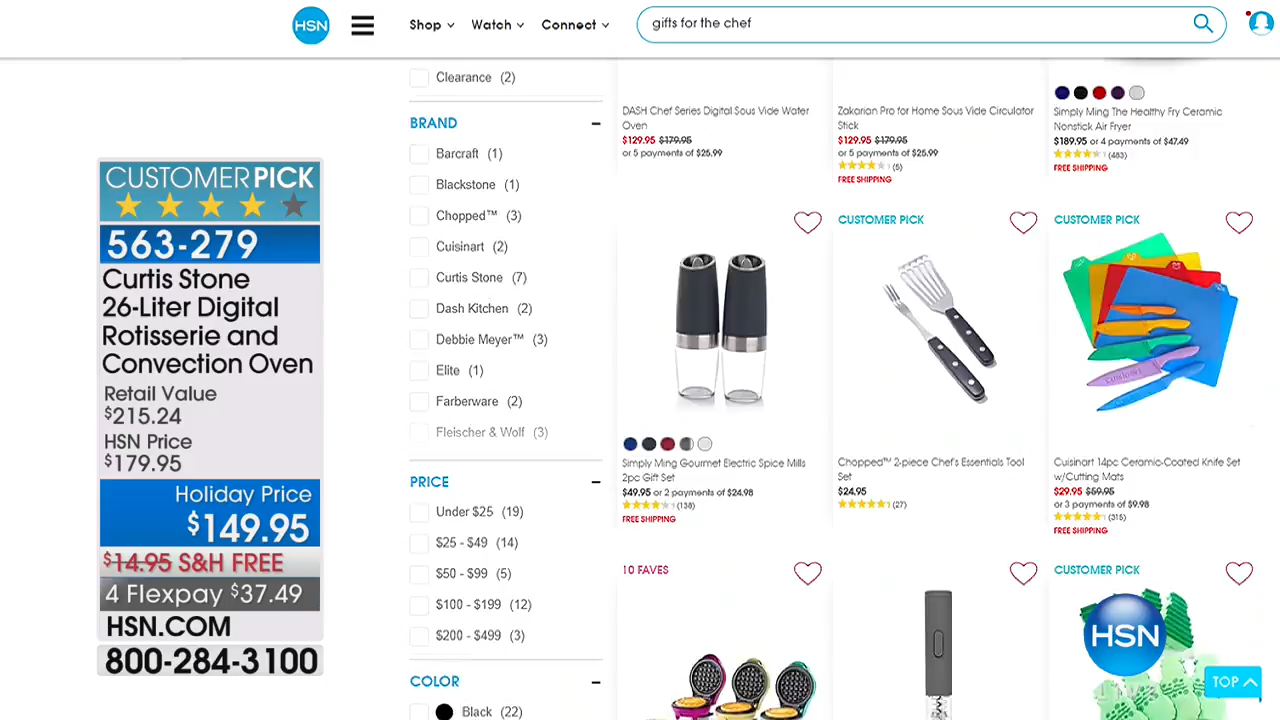 HSN
Shop
Watch
Connect
gifts for the chef
CUSTOMER PICK
563-279
Curtis Stone
26-Liter Digital
Rotisserie and
Convection Oven
Retail Value
$215.24
HSN Price
$179.95
Holiday Price
$149.95
$14.95 S&H FREE
4 Flexpay $37.49
HSN.COM
800-284-3100
Clearance (2)
BRAND
Barcraft (1)
Blackstone (1)
Chopped™ (3)
Cuisinart (2)
Curtis Stone (7)
Dash Kitchen (2)
Debbie Meyer™ (3)
Elite (1)
Farberware (2)
Fleischer & Wolf (3)
PRICE
Under $25 (19)
$25 - $49 (14)
$50 - $99 (5)
$100 - $199 (12)
$200 - $499 (3)
COLOR
Black (22)
DASH Chef Series Digital Sous Vide Water
Oven
$129.95 $179.95
or 5 payments of $25.99
Zakarian Pro for Home Sous Vide Circulator
Stick
$129.95 $179.95
or 5 payments of $25.99
(5)
FREE SHIPPING
Simply Ming The Healthy Fry Ceramic
Nonstick Air Fryer
$189.95 or 4 payments of $47.49
(483)
FREE SHIPPING
Simply Ming Gourmet Electric Spice Mills
2pc Gift Set
$49.95 or 2 payments of $24.98
(138)
FREE SHIPPING
CUSTOMER PICK
Chopped™ 2-piece Chef's Essentials Tool
Set
$24.95
(27)
CUSTOMER PICK
Cuisinart 14pc Ceramic-Coated Knife Set
w/Cutting Mats
$29.95 $59.95
or 3 payments of $9.98
(315)
FREE SHIPPING
10 FAVES
CUSTOMER PICK
HSN
LIVE
TOP